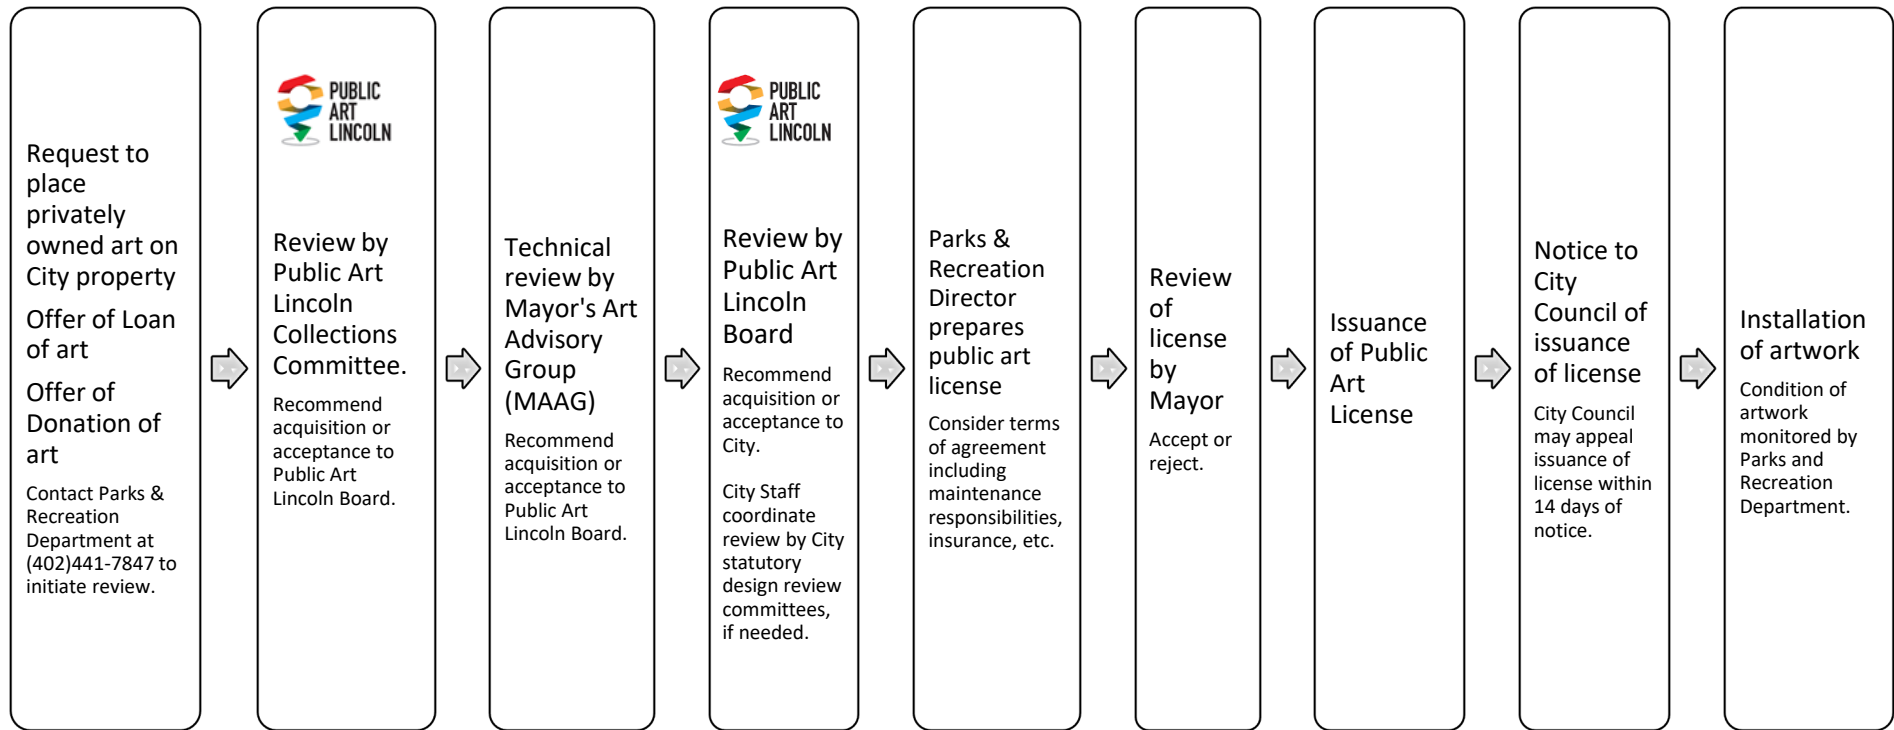 Request to
place
privately
owned art on
City property
Offer of Loan
of art
Offer of
Donation of
art
Contact Parks &
Recreation
Department at
(402)441-7847 to
initiate review.
PUBLIC
ART
LINCOLN
Review by
Public Art
Lincoln
Collections
Committee.
Recommend
acquisition or
acceptance to
Public Art
Lincoln Board.
Technical
review by
Mayor's Art
Advisory
Group
(MAAG)
Recommend
acquisition or
acceptance to
Public Art
Lincoln Board.
PUBLIC
ART
LINCOLN
Review by
Public Art
Lincoln
Board
Recommend
acquisition or
acceptance to
City.
City Staff
coordinate
review by City
statutory
design review
committees,
if needed.
Parks &
Recreation
Director
prepares
public art
license
Consider terms
of agreement
including
maintenance
responsibilities,
insurance, etc.
Review
of
license
by
Mayor
Accept or
reject.
Issuance
of Public
Art
License
Notice to
City
Council of
issuance
of license
City Council
may appeal
issuance of
license within
14 days of
notice.
Installation
of artwork
Condition of
artwork
monitored by
Parks and
Recreation
Department.